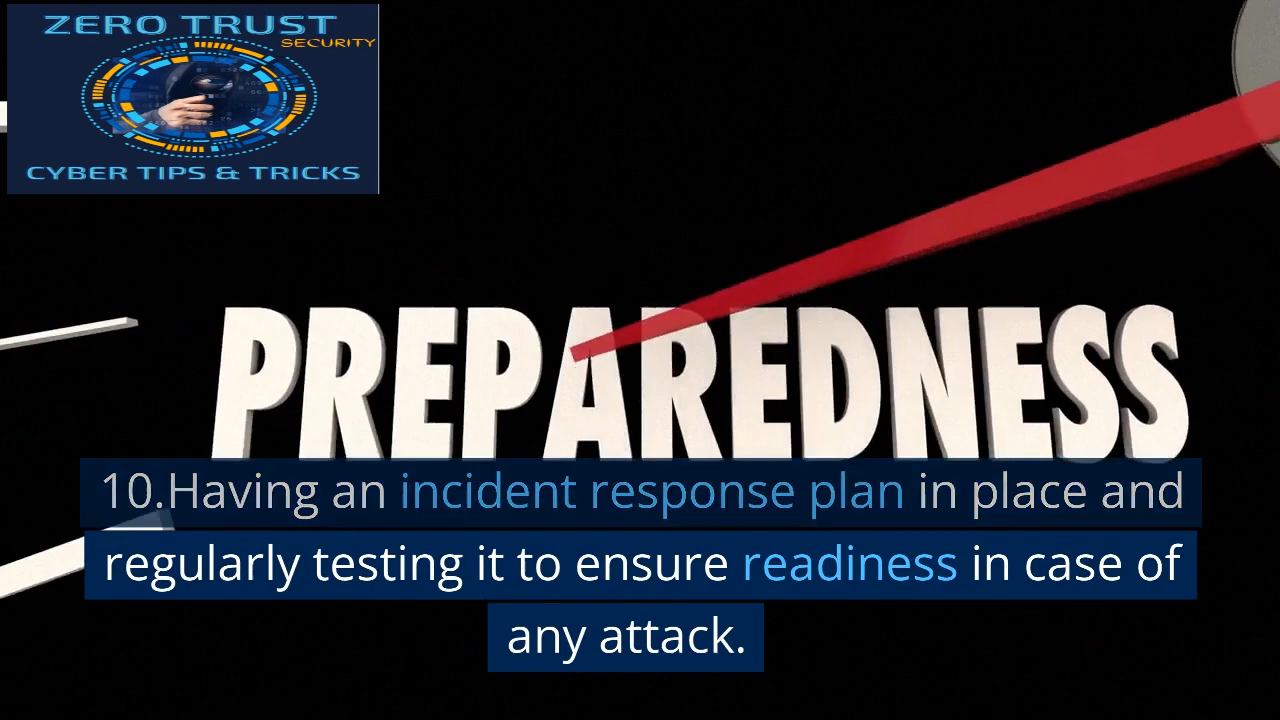 ZERO TRUST
SECURITY
CYBER TIPS & TRICKS
PREPAREDNESS
10.Having an incident response plan in place and
regularly testing it to ensure readiness in case of
any attack.